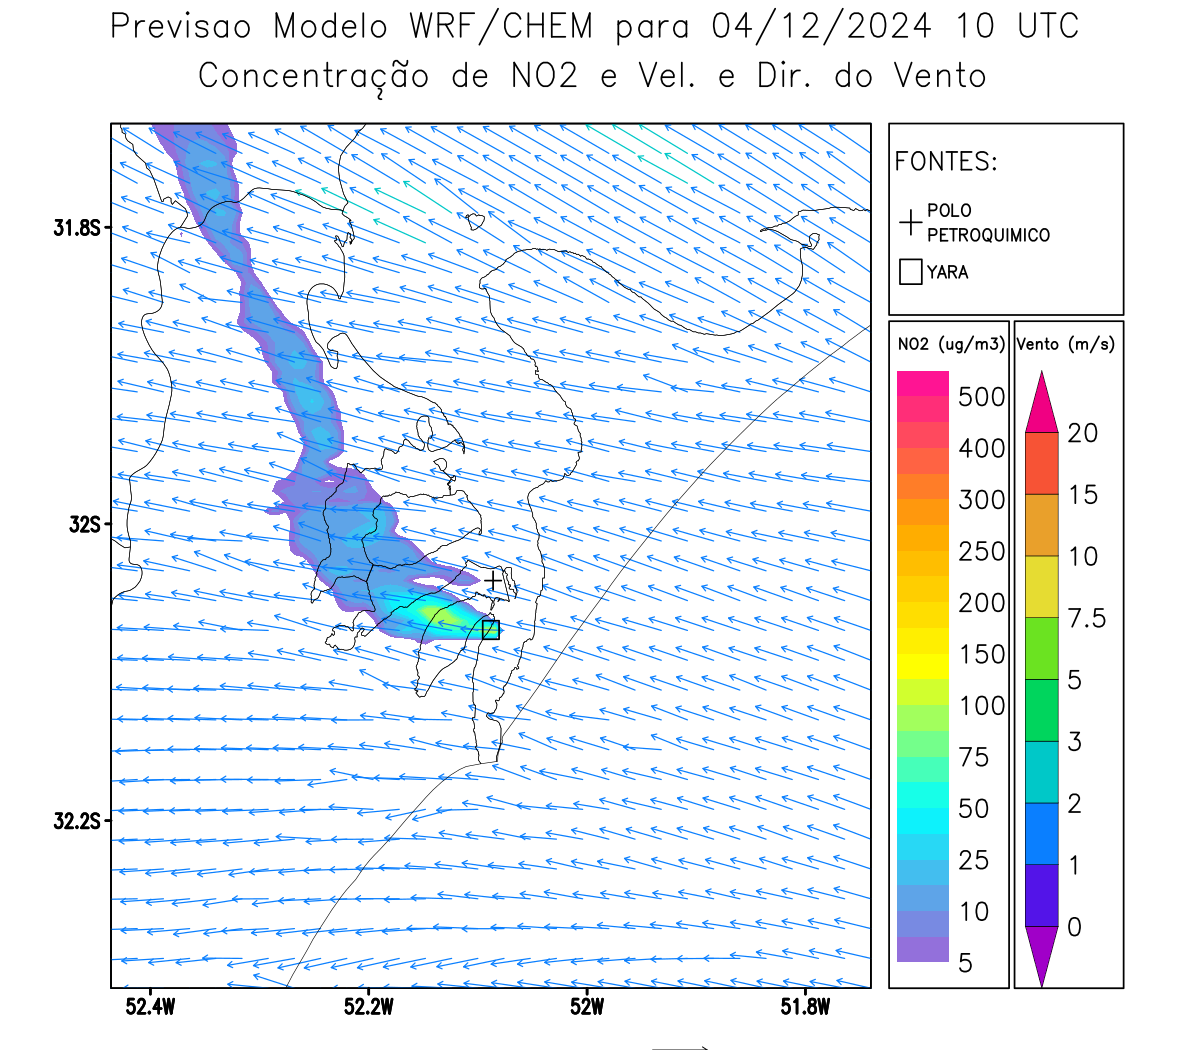 Previsao Modelo WRF/CHEM para 04/12/2024 10 UTC
Concentração de NO2 e Vel. e Dir. do Vento
FONTES:
POLO
PETROQUIMICO
YARA
NO2 (ug/m3)
500
400
300
250
200
150
100
75
50
25
10
5
Vento (m/s)
20
15
10
7.5
5
3
2
1
0
31.8S
32S
32.2S
52.4W
52.2W
52W
51.8W